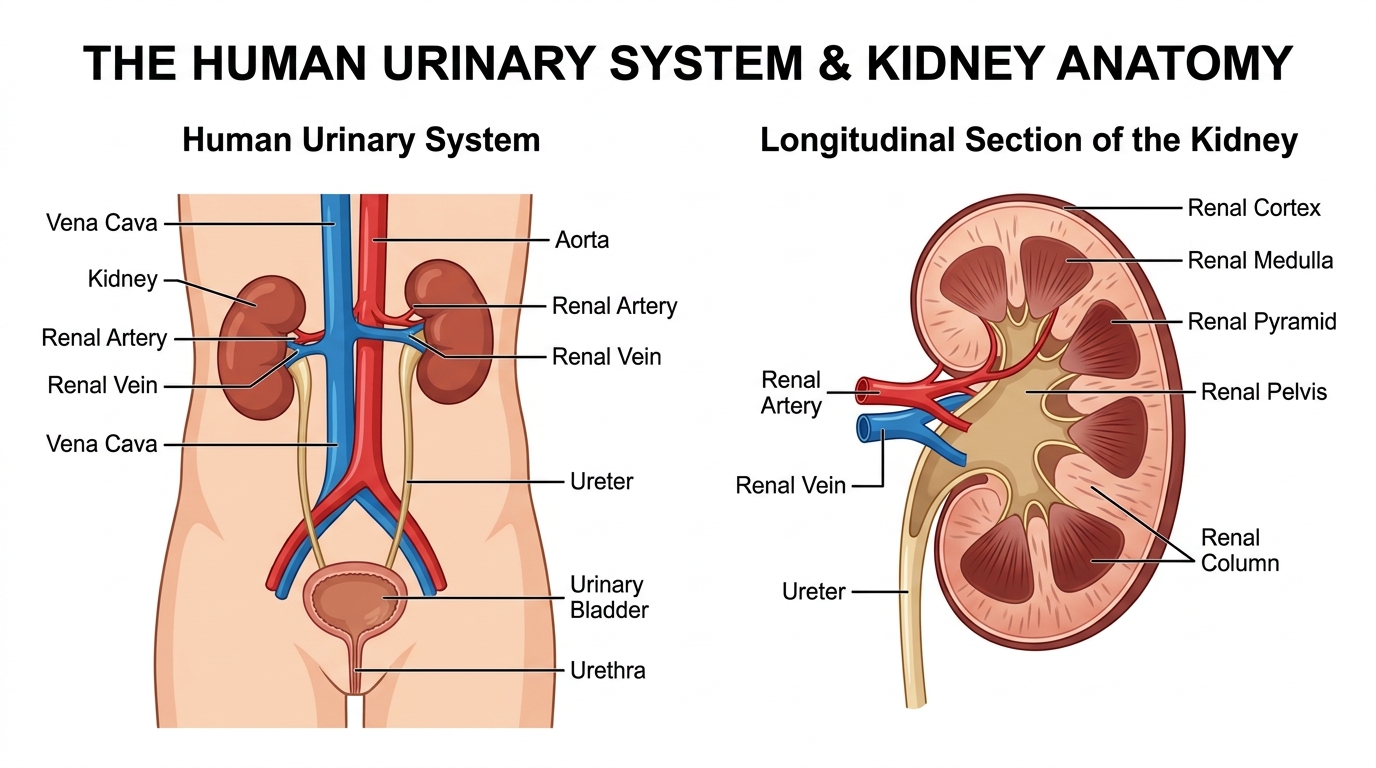 THE HUMAN URINARY SYSTEM & KIDNEY ANATOMY
Human Urinary System
Vena Cava
Kidney
Renal Artery
Renal Vein
Vena Cava
Aorta
Renal Artery
Renal Vein
Ureter
Urinary
Bladder
Urethra
Longitudinal Section of the Kidney
Renal
Artery
Renal Vein
Ureter
Renal Cortex
Renal Medulla
Renal Pyramid
Renal Pelvis
Renal
Column